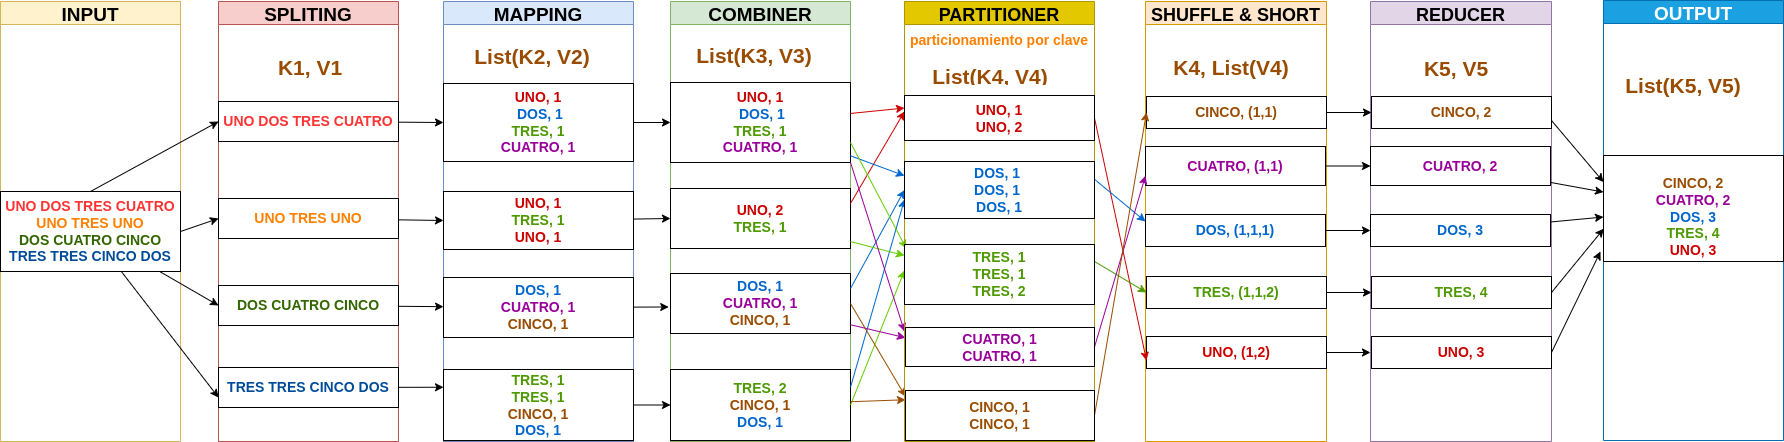 INPUT
UNO DOS TRES CUATRO
UNO TRES UNO
DOS CUATRO CINCO
TRES TRES CINCO DOS
SPLITING
K1, V1
UNO DOS TRES CUATRO
UNO TRES UNO
DOS CUATRO CINCO
TRES TRES CINCO DOS
MAPPING
List(K2, V2)
UNO, 1
DOS, 1
TRES, 1
CUATRO, 1
UNO, 1
TRES, 1
UNO, 1
DOS, 1
CUATRO, 1
CINCO, 1
TRES, 1
TRES, 1
CINCO, 1
DOS, 1
COMBINER
List(K3, V3)
UNO, 1
DOS, 1
TRES, 1
CUATRO, 1
UNO, 2
TRES, 1
DOS, 1
CUATRO, 1
CINCO, 1
TRES, 2
CINCO, 1
DOS, 1
PARTITIONER
particionamiento por clave
List(K4, V4)
UNO, 1
UNO, 2
DOS, 1
DOS, 1
DOS, 1
TRES, 1
TRES, 1
TRES, 2
CUATRO, 1
CUATRO, 1
CINCO, 1
CINCO, 1
SHUFFLE & SHORT
K4, List(V4)
CINCO, (1,1)
CUATRO, (1,1)
DOS, (1,1,1)
TRES, (1,1,2)
UNO, (1,2)
REDUCER
K5, V5
CINCO, 2
CUATRO, 2
DOS, 3
TRES, 4
UNO, 3
OUTPUT
List(K5, V5)
CINCO, 2
CUATRO, 2
DOS, 3
TRES, 4
UNO, 3